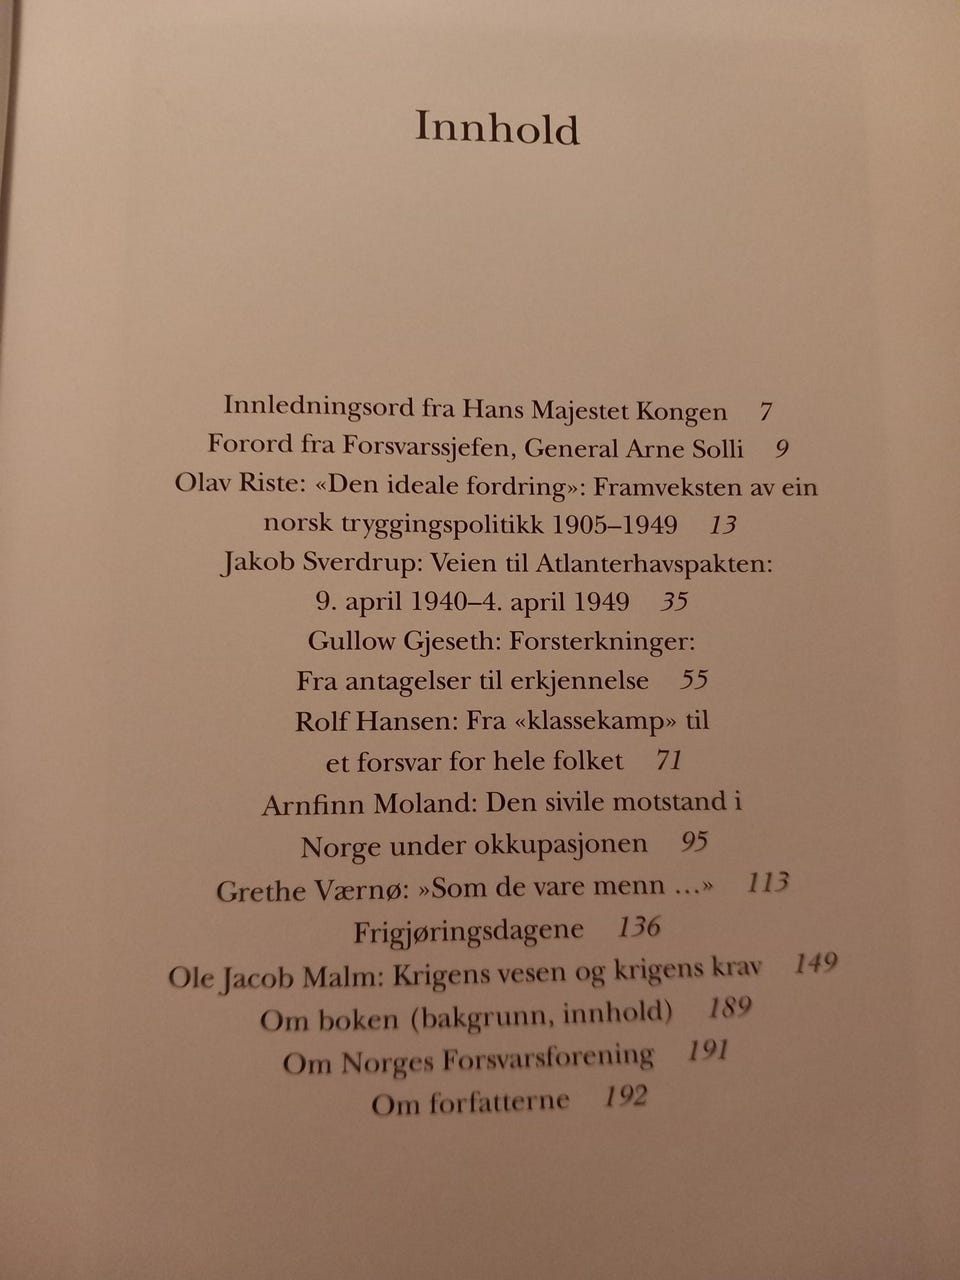 Innhold
Innledningsord fra Hans Majestet Kongen 7
Forord fra Forsvarssjefen, General Arne Solli 9
Olav Riste: «Den ideale fordring»: Framveksten av ein
norsk tryggingspolitikk 1905–1949 13
Jakob Sverdrup: Veien til Atlanterhavspakten:
9. april 1940–4. april 1949 35
Gullow Gjeseth: Forsterkninger:
Fra antagelser til erkjennelse 55
Rolf Hansen: Fra «klassekamp» til
et forsvar for hele folket 71
Arnfinn Moland: Den sivile motstand i
Norge under okkupasjonen 95
Grethe Værnø: »Som de vare menn …» 113
Frigjøringsdagene 136
Ole Jacob Malm: Krigens vesen og krigens krav 149
Om boken (bakgrunn, innhold) 189
Om Norges Forsvarsforening 191
Om forfatterne 192